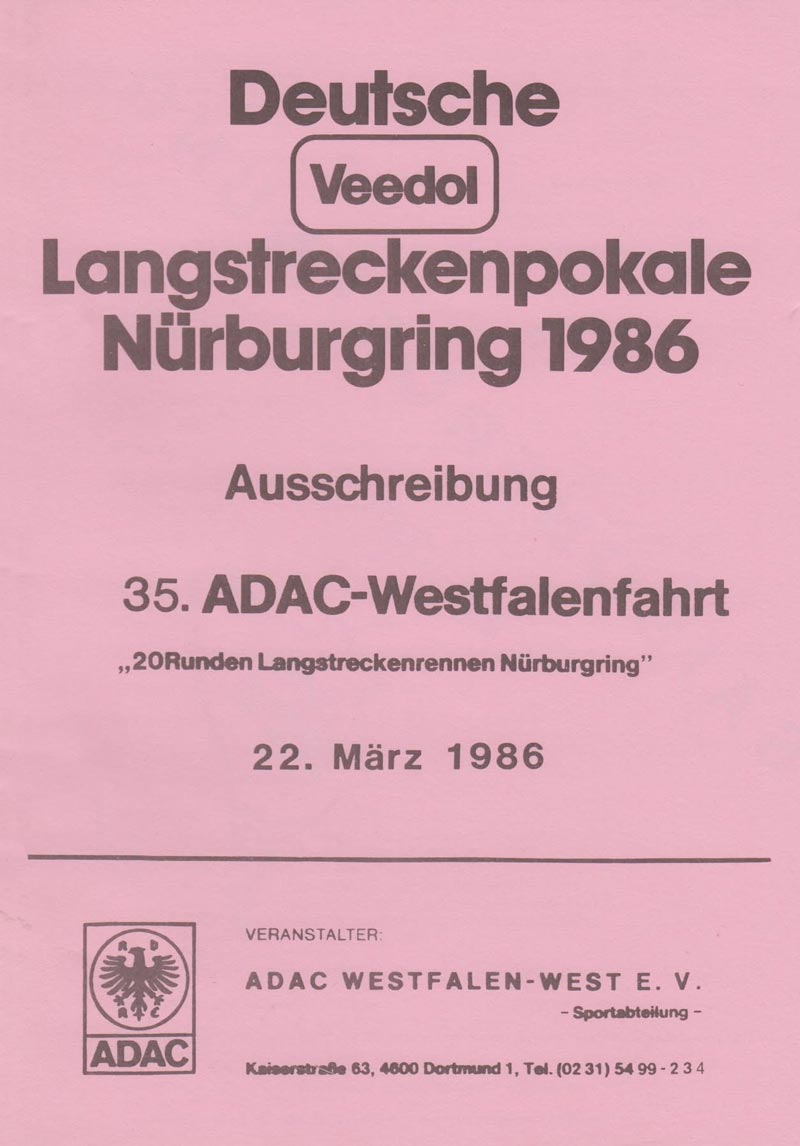 Deutsche
Veedol
Langstreckenpokale
Nürburgring 1986
Ausschreibung
35. ADAC-Westfalenfahrt
„20Runden Langstreckenrennen Nürburgring”
22. März 1986
VERANSTALTER:
ADAC WESTFALEN-WEST E. V.
- Sportabteilung -
Kaiserstraße 63, 4600 Dortmund 1, Tel. (02 31) 54 99 - 2 3 4
A D A C
ADAC